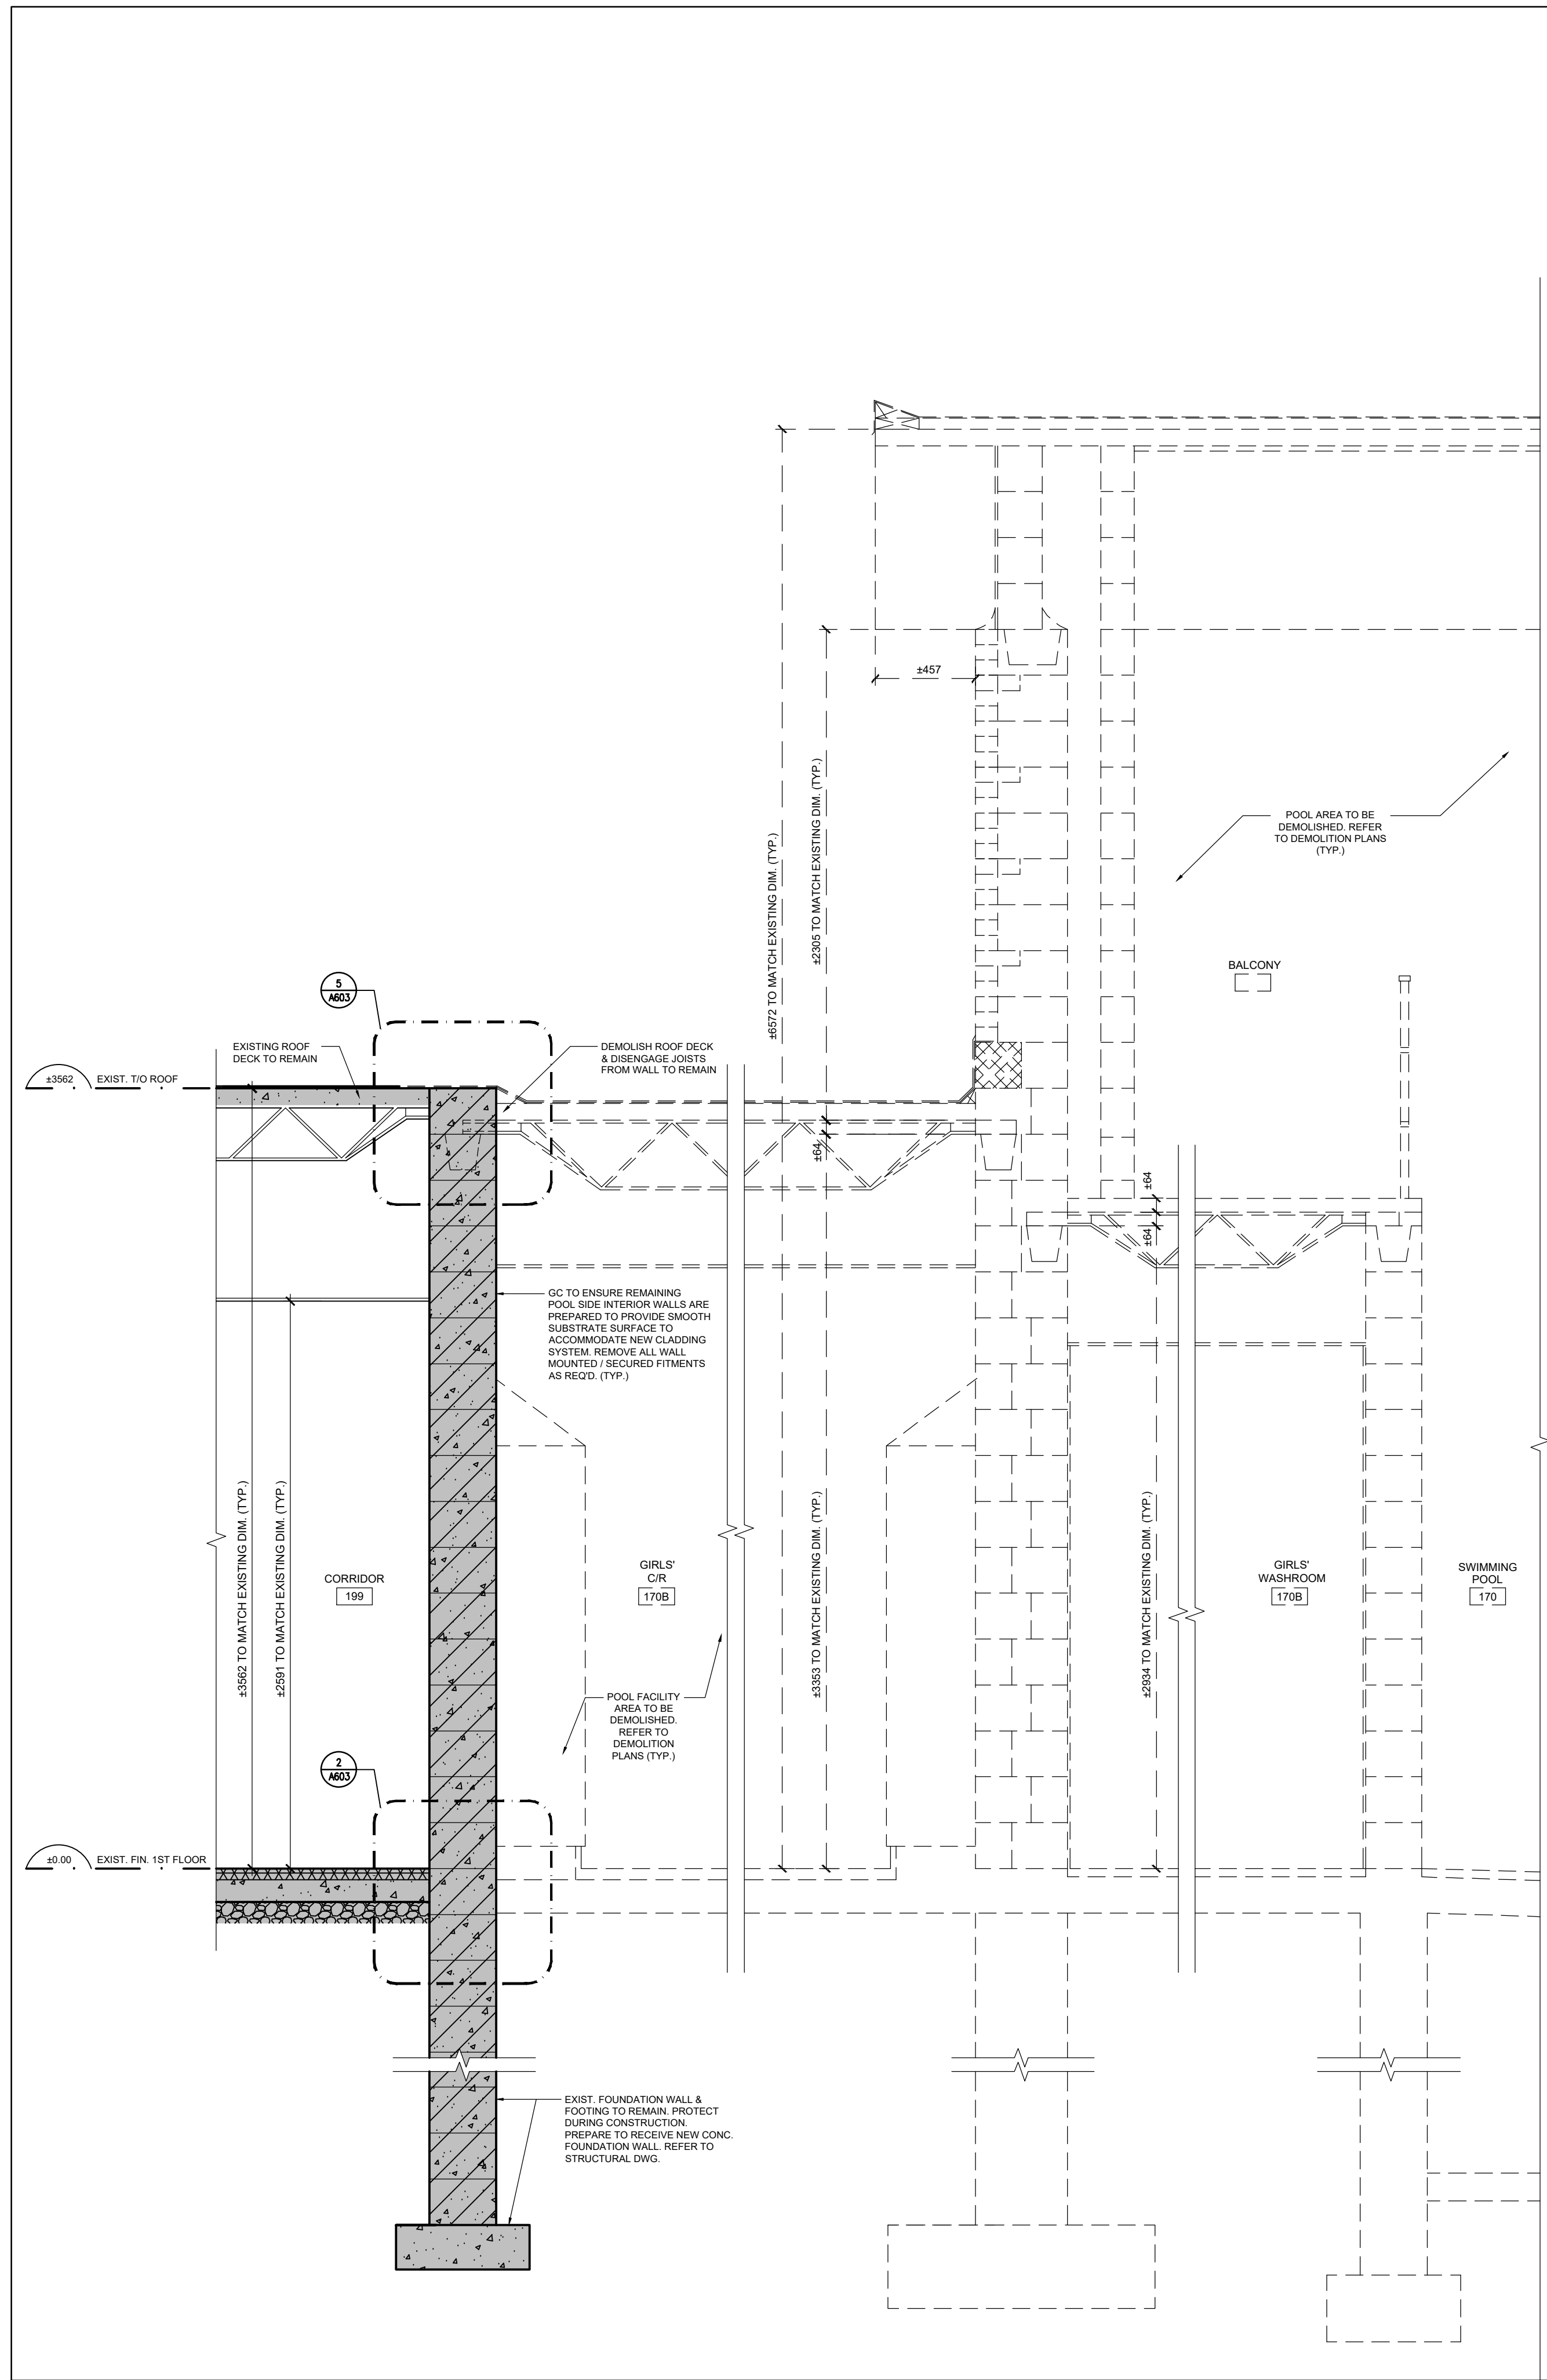 ±6572 TO MATCH EXISTING DIM. (TYP.)
±2305 TO MATCH EXISTING DIM. (TYP.)
±457
POOL AREA TO BE
DEMOLISHED. REFER
TO DEMOLITION PLANS
(TYP.)
BALCONY
5
A603
EXISTING ROOF
DECK TO REMAIN
DEMOLISH ROOF DECK
& DISENGAGE JOISTS
FROM WALL TO REMAIN
±3562
EXIST. T/O ROOF
±64
±64
±64
GC TO ENSURE REMAINING
POOL SIDE INTERIOR WALLS ARE
PREPARED TO PROVIDE SMOOTH
SUBSTRATE SURFACE TO
ACCOMMODATE NEW CLADDING
SYSTEM. REMOVE ALL WALL
MOUNTED / SECURED FITMENTS
AS REQ'D. (TYP.)
±3562 TO MATCH EXISTING DIM. (TYP.)
±2591 TO MATCH EXISTING DIM. (TYP.)
CORRIDOR
199
GIRLS'
C/R
170B
±3353 TO MATCH EXISTING DIM. (TYP.)
±2934 TO MATCH EXISTING DIM. (TYP.)
GIRLS'
WASHROOM
170B
SWIMMING
POOL
170
POOL FACILITY
AREA TO BE
DEMOLISHED.
REFER TO
DEMOLITION
PLANS (TYP.)
2
A603
±0.00
EXIST. FIN. 1ST FLOOR
EXIST. FOUNDATION WALL &
FOOTING TO REMAIN. PROTECT
DURING CONSTRUCTION.
PREPARE TO RECEIVE NEW CONC.
FOUNDATION WALL. REFER TO
STRUCTURAL DWG.